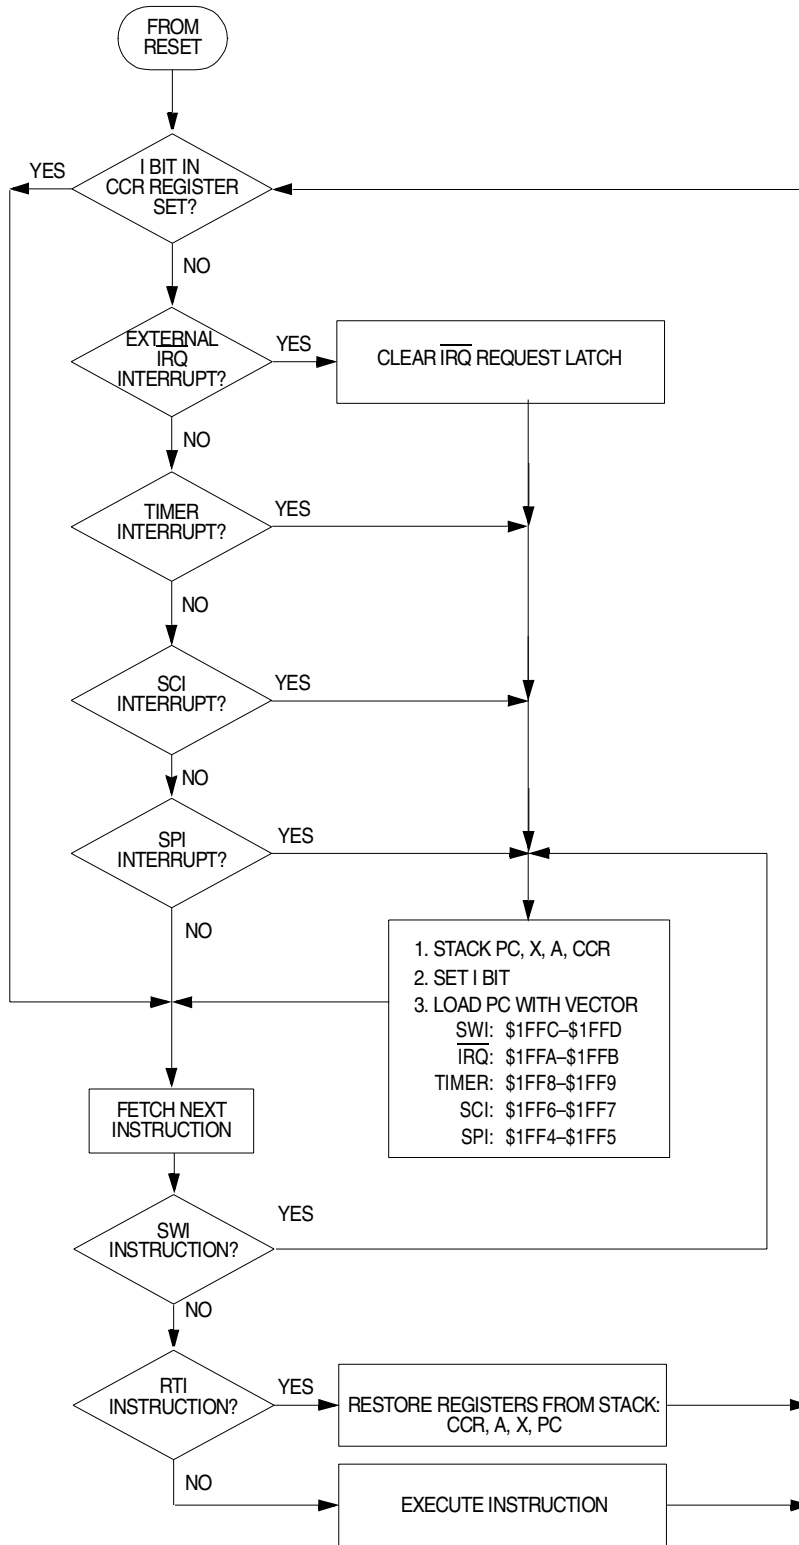 FROM
RESET
I BIT IN
CCR REGISTER
SET?
YES
NO
EXTERNAL
IRQ
INTERRUPT?
YES
CLEAR IRQ REQUEST LATCH
NO
TIMER
INTERRUPT?
YES
NO
SCI
INTERRUPT?
YES
NO
SPI
INTERRUPT?
YES
NO
1. STACK PC, X, A, CCR
2. SET I BIT
3. LOAD PC WITH VECTOR
SWI: $1FFC–$1FFD
IRQ: $1FFA–$1FFB
TIMER: $1FF8–$1FF9
SCI: $1FF6–$1FF7
SPI: $1FF4–$1FF5
FETCH NEXT
INSTRUCTION
SWI
INSTRUCTION?
YES
NO
RTI
INSTRUCTION?
YES
RESTORE REGISTERS FROM STACK:
CCR, A, X, PC
NO
EXECUTE INSTRUCTION